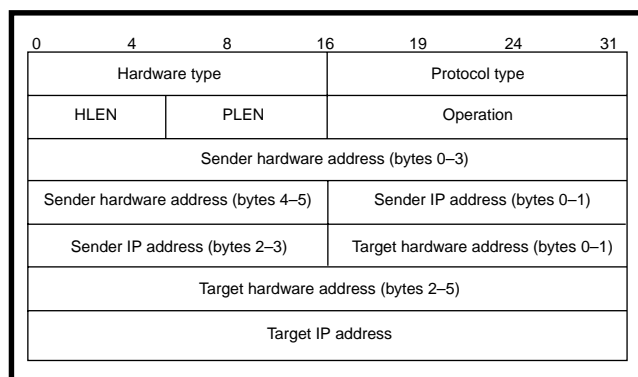 0 4 8 16 19 24 31
Hardware type Protocol type
HLEN PLEN Operation
Sender hardware address (bytes 0–3)
Sender hardware address (bytes 4–5) Sender IP address (bytes 0–1)
Sender IP address (bytes 2–3) Target hardware address (bytes 0–1)
Target hardware address (bytes 2–5)
Target IP address